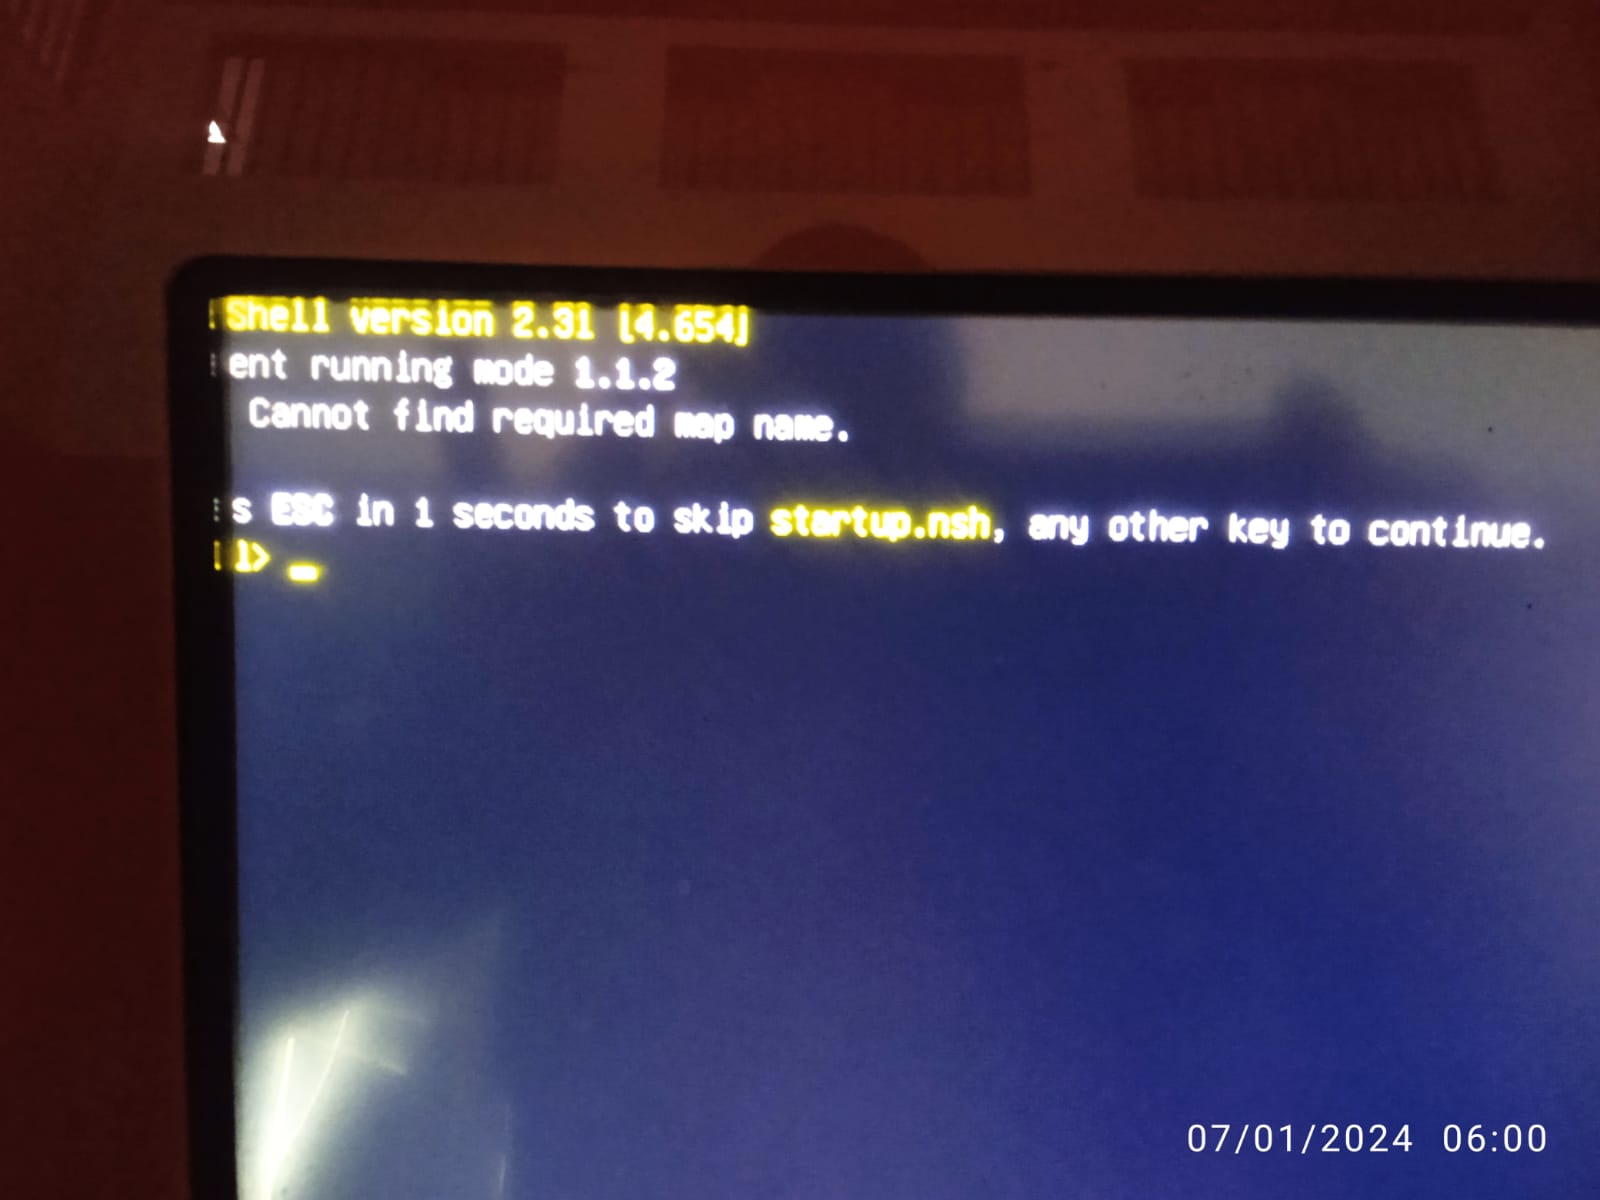 Shell version 2.31 [4.654]
ent running mode 1.1.2
Cannot find required map name.
s ESC in 1 seconds to skip startup.nsh, any other key to continue.
l> _
07/01/2024 06:00